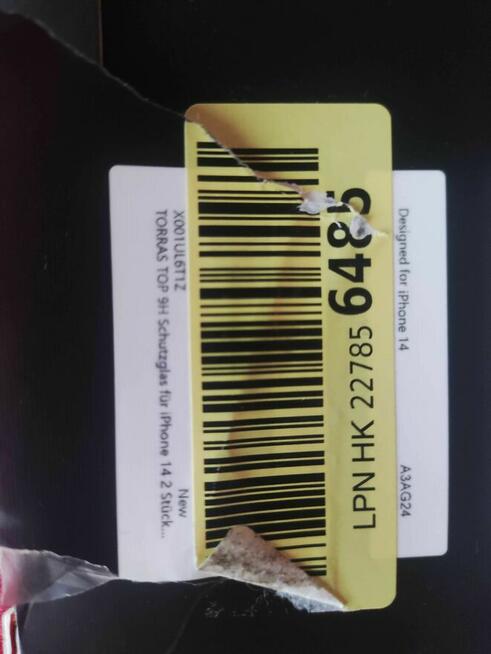 Designed for iPhone 14
A3AG24
LPN HK 22785 6485
X001UL6T1Z
TORRAS TOP 9H Schutzglas für iPhone 14 2 Stück...
New